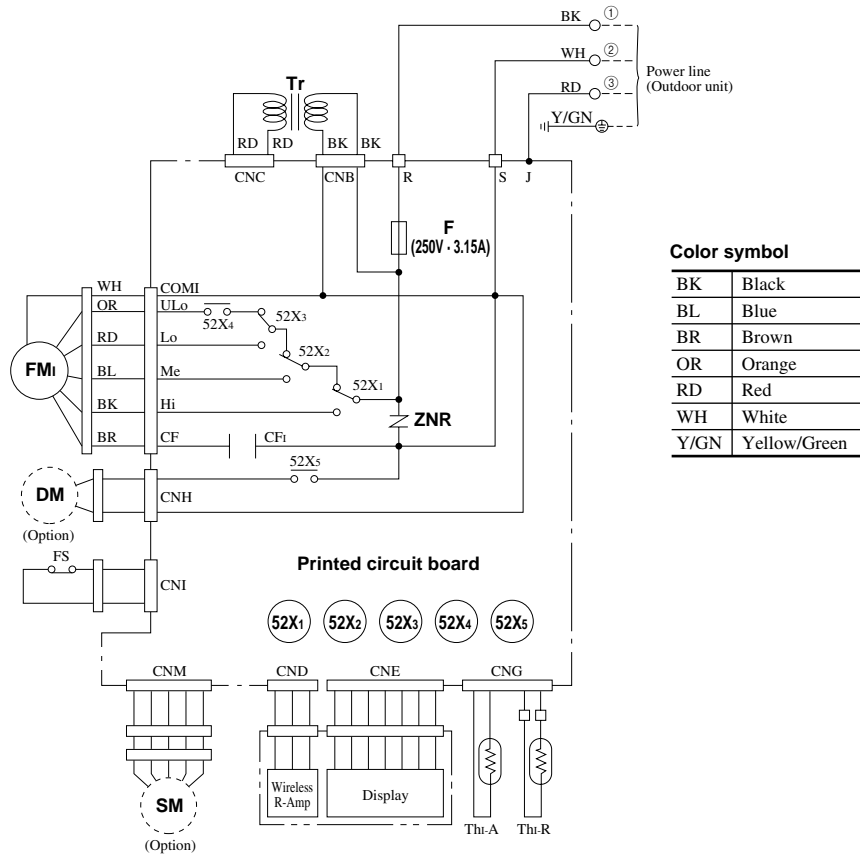 BK ①
WH ②
RD ③
Y/GN
Power line
(Outdoor unit)
Tr
RD RD BK BK
CNC CNB R S J
F
(250V · 3.15A)
WH COMI
OR ULo
52X4 52X3
RD Lo
52X2
FMI
BL Me
52X1
BK Hi
ZNR
BR CF CFI
52X5
DM
CNH
(Option)
FS
CNI
Printed circuit board
52X1 52X2 52X3 52X4 52X5
CNM CND CNE CNG
Wireless
R-Amp
Display
SM
(Option)
ThI-A ThI-R
Color symbol
BK Black
BL Blue
BR Brown
OR Orange
RD Red
WH White
Y/GN Yellow/Green